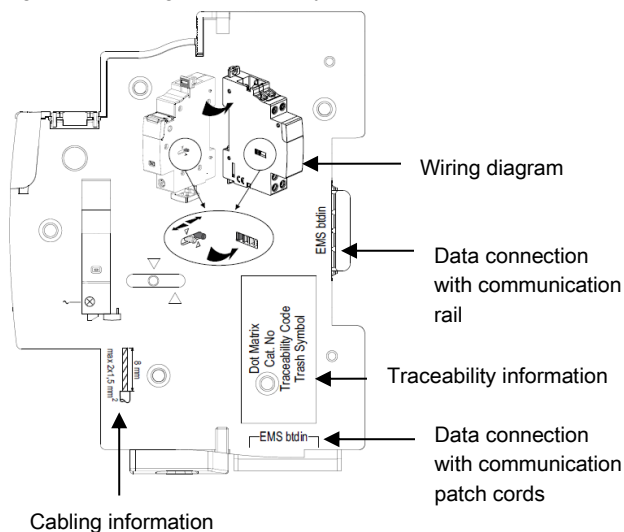 Wiring diagram
EMS btdin
Data connection
with communication
rail
Dot Matrix
Cat. No
Traceability Code
Trash Symbol
Traceability information
8 mm
max 2x1,5 mm²
EMS btdin
Data connection
with communication
patch cords
Cabling information